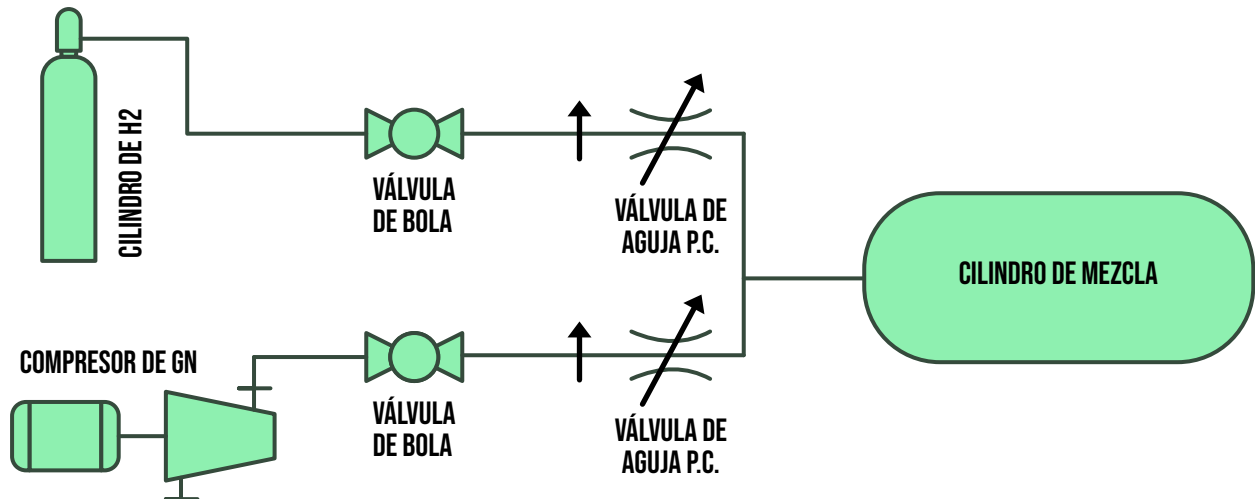 CILINDRO DE H2
VÁLVULA
DE BOLA
VÁLVULA DE
AGUJA P.C.
CILINDRO DE MEZCLA
COMPRESOR DE GN
VÁLVULA
DE BOLA
VÁLVULA DE
AGUJA P.C.